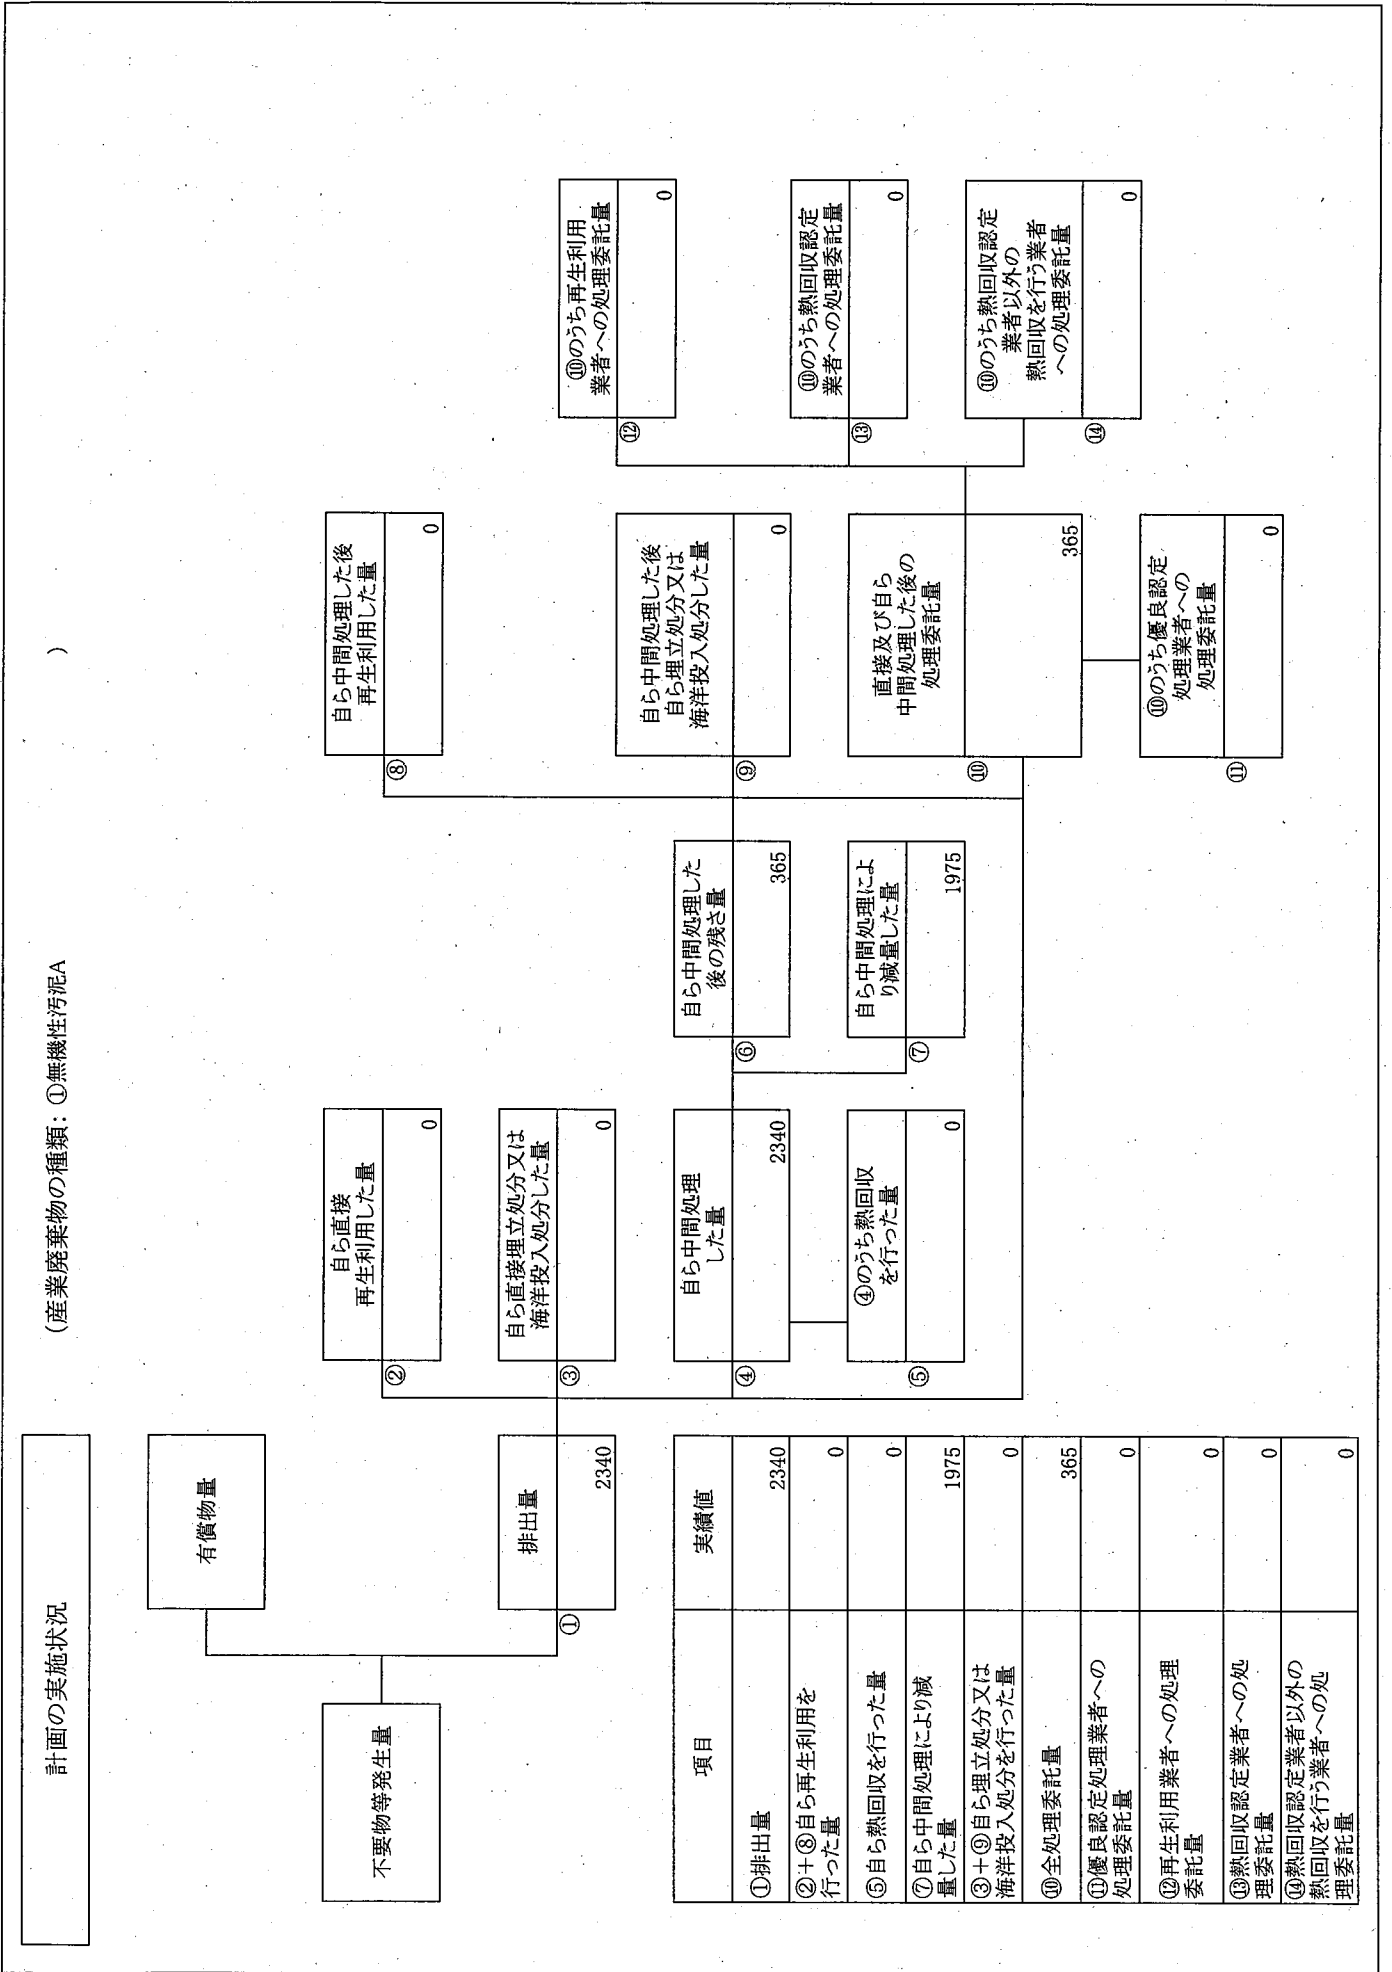 計画の実施状況
(産業廃棄物の種類：①無機性汚泥A
)
不要物等発生量
有償物量
①
排出量
2340
②
自ら直接
再生利用した量
0
③
自ら直接埋立処分又は
海洋投入処分した量
0
④
自ら中間処理
した量
2340
⑤
④のうち熱回収
を行った量
0
⑥
自ら中間処理した
後の残さ量
365
⑦
自ら中間処理によ
り減量した量
1975
⑧
自ら中間処理した後
再生利用した量
0
⑨
自ら中間処理した後
自ら埋立処分又は
海洋投入処分した量
0
⑩
直接及び自ら
中間処理した後の
処理委託量
365
⑪
⑩のうち優良認定
処理業者への
処理委託量
0
⑫
⑩のうち再生利用
業者への処理委託量
0
⑬
⑩のうち熱回収認定
業者への処理委託量
0
⑭
⑩のうち熱回収認定
業者以外の
熱回収を行う業者
への処理委託量
0
項目
実績値
①排出量
2340
②+⑧自ら再生利用を
行った量
0
⑤自ら熱回収を行った量
0
⑦自ら中間処理により減
量した量
1975
③+⑨自ら埋立処分又は
海洋投入処分を行った量
0
⑩全処理委託量
365
⑪優良認定処理業者への
処理委託量
0
⑫再生利用業者への処理
委託量
0
⑬熱回収認定業者への処
理委託量
0
⑭熱回収認定業者以外の
熱回収を行う業者への処
理委託量
0